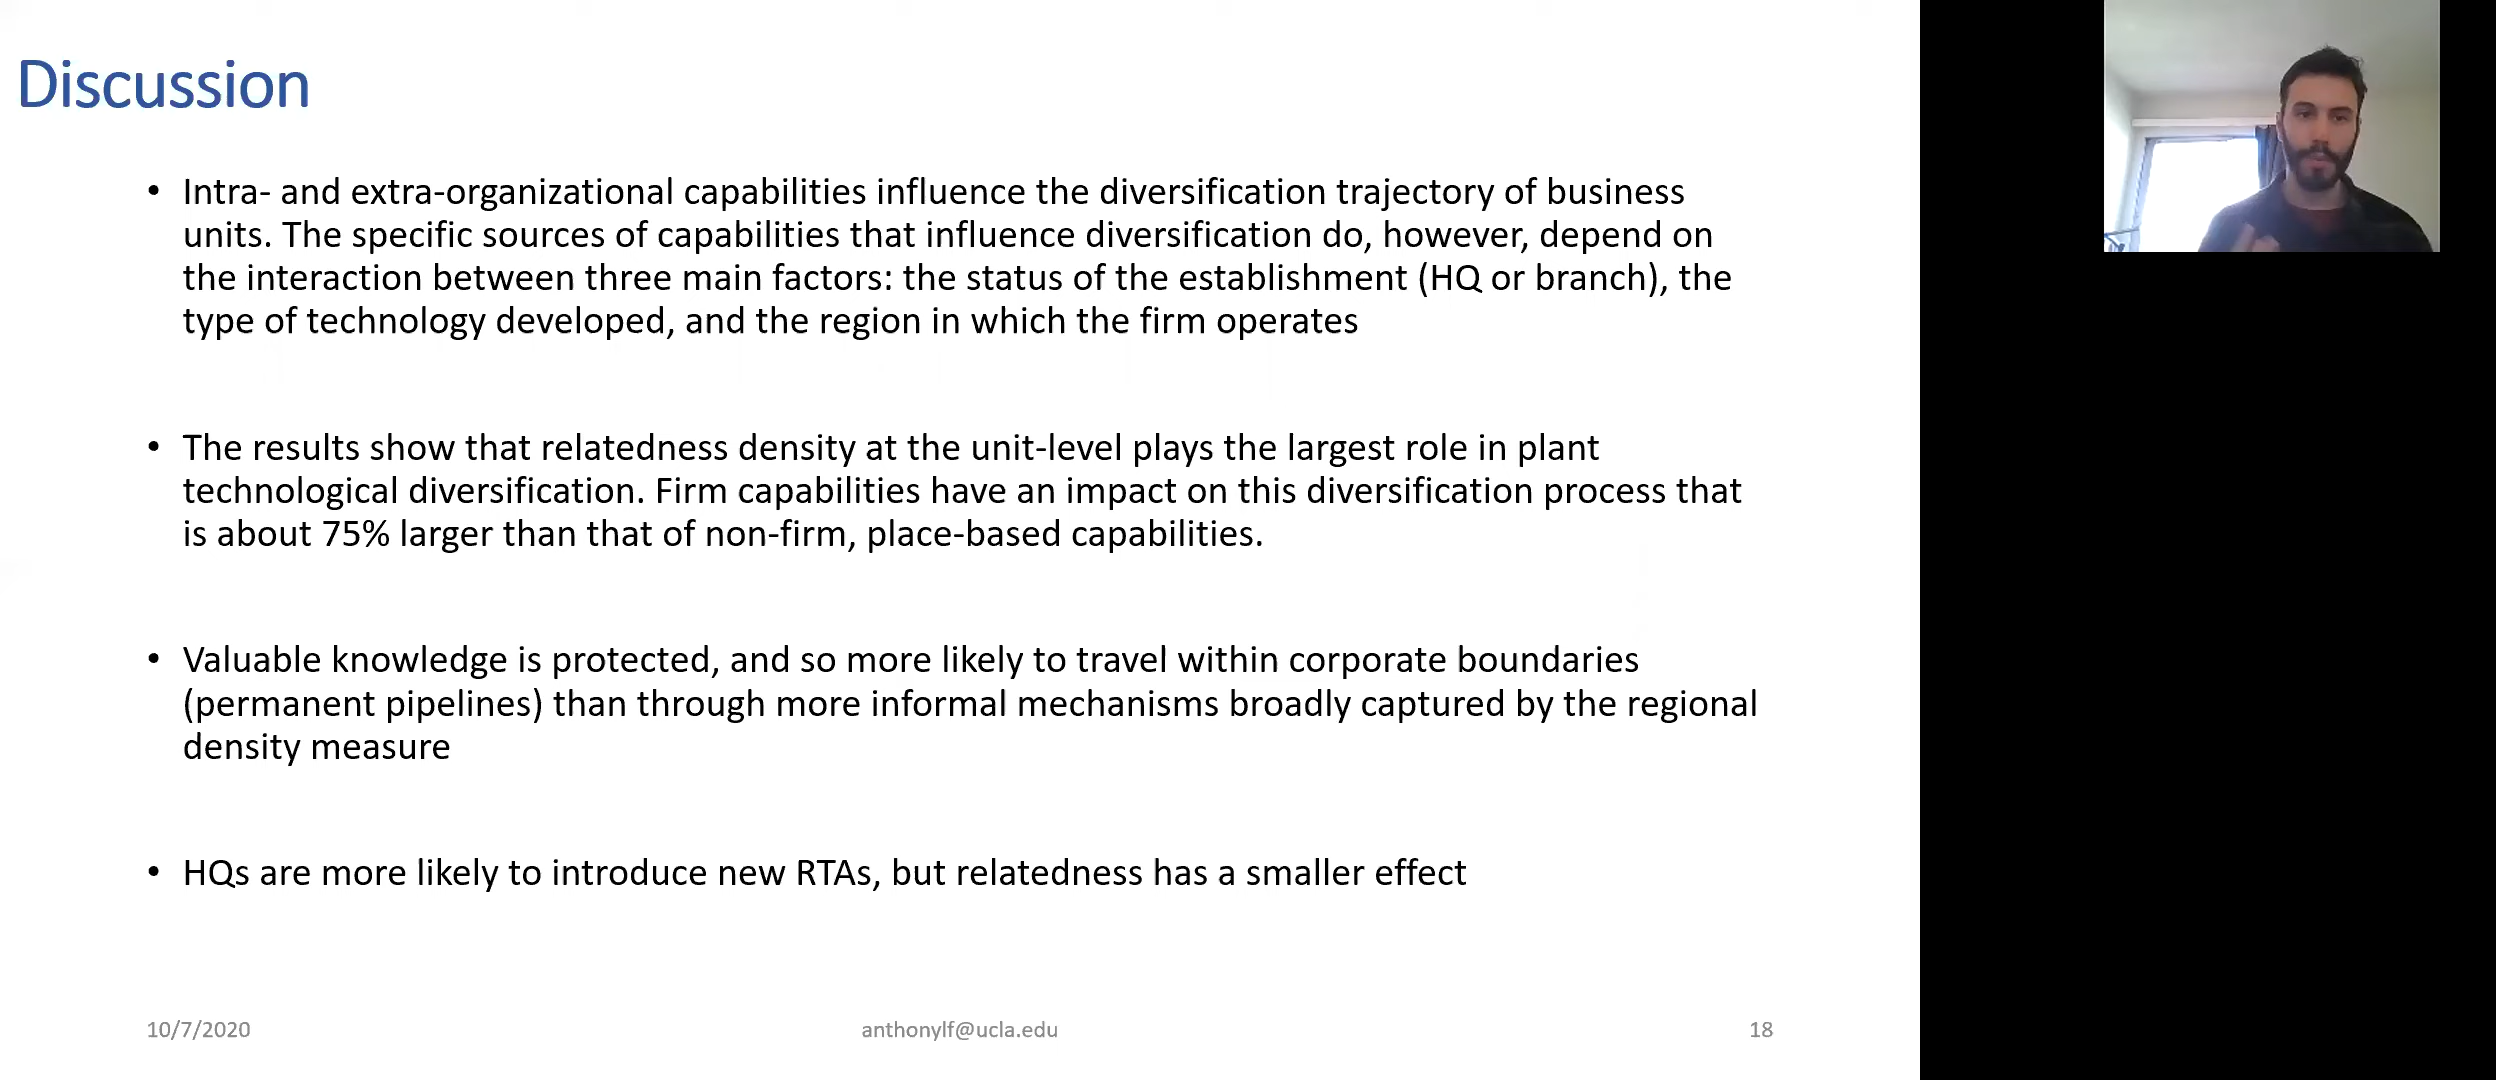 Discussion
• Intra- and extra-organizational capabilities influence the diversification trajectory of business
units. The specific sources of capabilities that influence diversification do, however, depend on
the interaction between three main factors: the status of the establishment (HQ or branch), the
type of technology developed, and the region in which the firm operates
• The results show that relatedness density at the unit-level plays the largest role in plant
technological diversification. Firm capabilities have an impact on this diversification process that
is about 75% larger than that of non-firm, place-based capabilities.
• Valuable knowledge is protected, and so more likely to travel within corporate boundaries
(permanent pipelines) than through more informal mechanisms broadly captured by the regional
density measure
• HQs are more likely to introduce new RTAs, but relatedness has a smaller effect
10/7/2020
anthonylf@ucla.edu
18